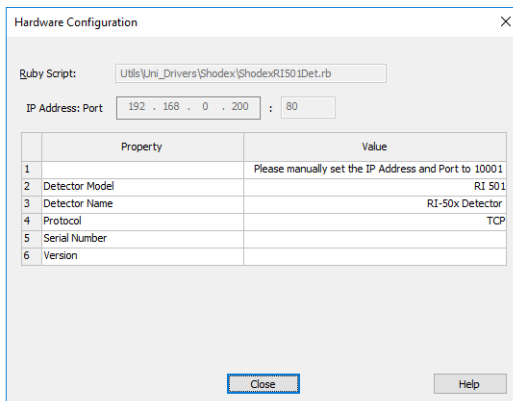 Hardware Configuration
Ruby Script: Utils\Uni_Drivers\Shodex\ShodexRI501Det.rb
IP Address: Port 192 . 168 . 0 . 200 : 80
Property Value
1 Please manually set the IP Address and Port to 10001
2 Detector Model RI 501
3 Detector Name RI-50x Detector
4 Protocol TCP
5 Serial Number
6 Version
Close Help